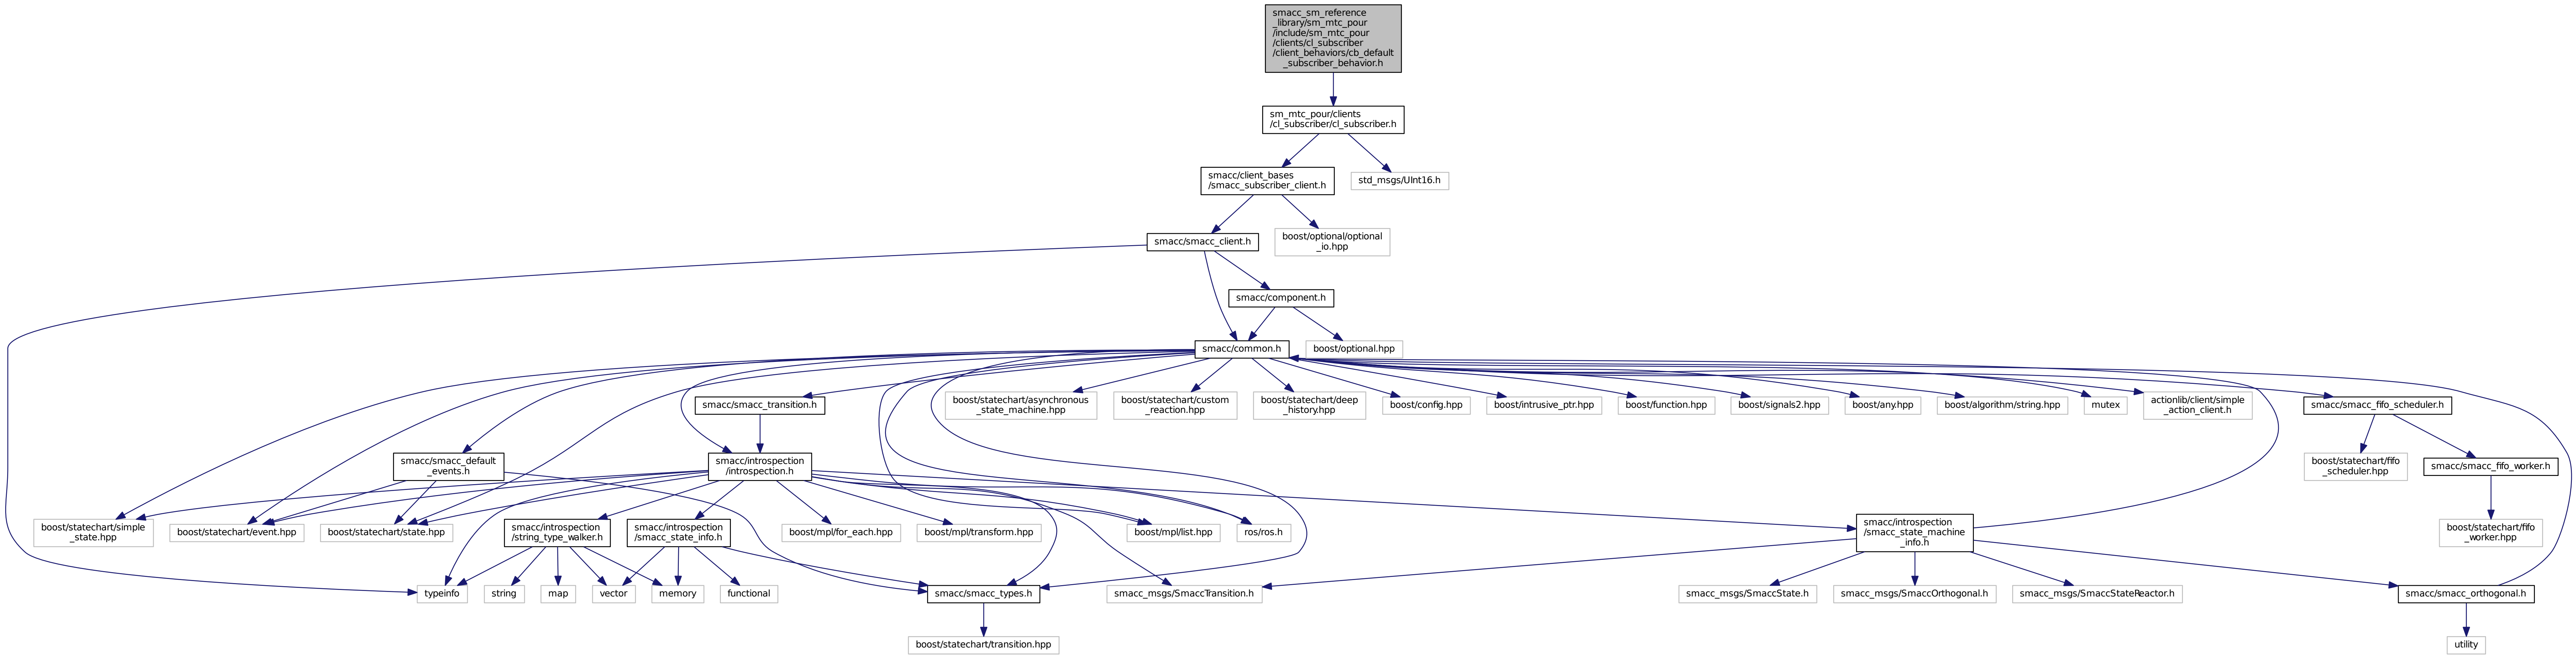 smacc_sm_reference
_library/sm_mtc_pour
/include/sm_mtc_pour
/clients/cl_subscriber
/client_behaviors/cb_default
_subscriber_behavior.h
sm_mtc_pour/clients
/cl_subscriber/cl_subscriber.h
smacc/client_bases
/smacc_subscriber_client.h
std_msgs/UInt16.h
smacc/smacc_client.h
boost/optional/optional
_io.hpp
smacc/component.h
smacc/common.h
boost/optional.hpp
smacc/smacc_transition.h
boost/statechart/asynchronous
_state_machine.hpp
boost/statechart/custom
_reaction.hpp
boost/statechart/deep
_history.hpp
boost/config.hpp
boost/intrusive_ptr.hpp
boost/function.hpp
boost/signals2.hpp
boost/any.hpp
boost/algorithm/string.hpp
mutex
actionlib/client/simple
_action_client.h
smacc/smacc_fifo_scheduler.h
smacc/smacc_default
_events.h
smacc/introspection
/introspection.h
boost/statechart/fifo
_scheduler.hpp
smacc/smacc_fifo_worker.h
boost/statechart/simple
_state.hpp
boost/statechart/event.hpp
boost/statechart/state.hpp
smacc/introspection
/string_type_walker.h
smacc/introspection
/smacc_state_info.h
boost/mpl/for_each.hpp
boost/mpl/transform.hpp
boost/mpl/list.hpp
ros/ros.h
smacc/introspection
/smacc_state_machine
_info.h
boost/statechart/fifo
_worker.hpp
typeinfo
string
map
vector
memory
functional
smacc/smacc_types.h
smacc_msgs/SmaccTransition.h
smacc_msgs/SmaccState.h
smacc_msgs/SmaccOrthogonal.h
smacc_msgs/SmaccStateReactor.h
smacc/smacc_orthogonal.h
boost/statechart/transition.hpp
utility